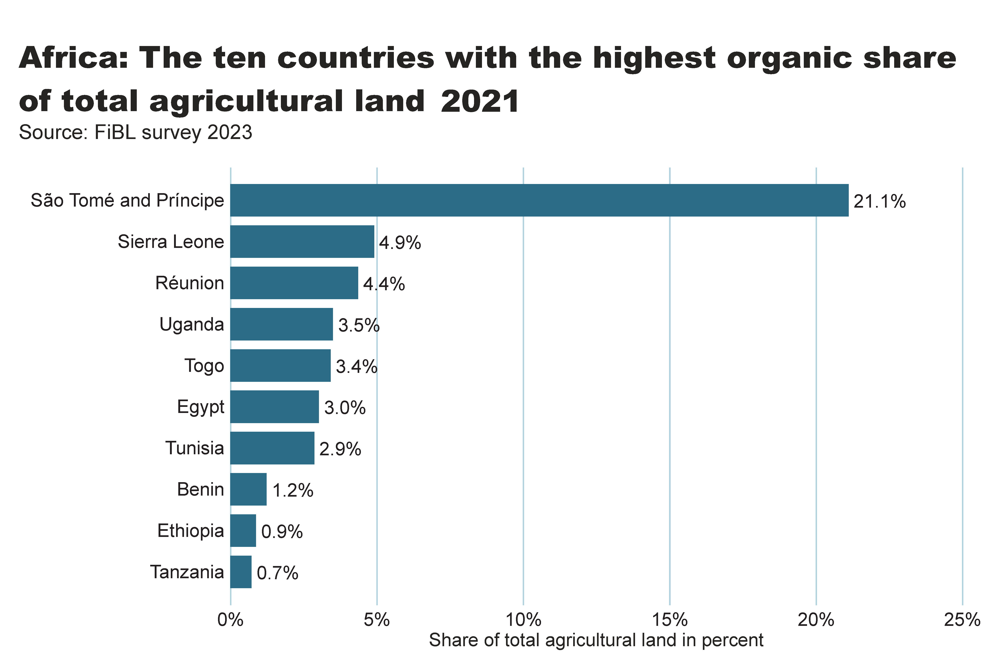 Africa: The ten countries with the highest organic share
of total agricultural land 2021
Source: FiBL survey 2023
São Tomé and Príncipe 21.1%
Sierra Leone 4.9%
Réunion 4.4%
Uganda 3.5%
Togo 3.4%
Egypt 3.0%
Tunisia 2.9%
Benin 1.2%
Ethiopia 0.9%
Tanzania 0.7%
0% 5% 10% 15% 20% 25%
Share of total agricultural land in percent